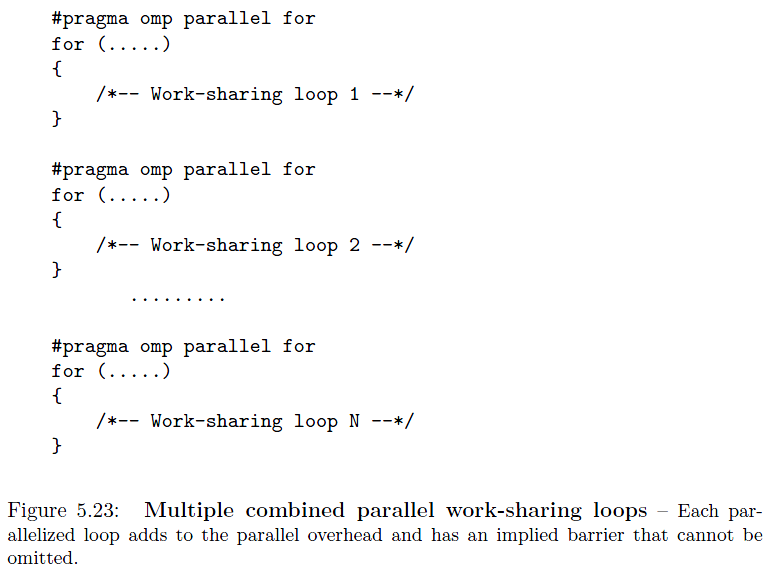 #pragma omp parallel for
for (.....)
{
    /*-- Work-sharing loop 1 --*/
}
#pragma omp parallel for
for (.....)
{
    /*-- Work-sharing loop 2 --*/
}
.........
#pragma omp parallel for
for (.....)
{
    /*-- Work-sharing loop N --*/
}
Figure 5.23: Multiple combined parallel work-sharing loops – Each par-
allelized loop adds to the parallel overhead and has an implied barrier that cannot be
omitted.